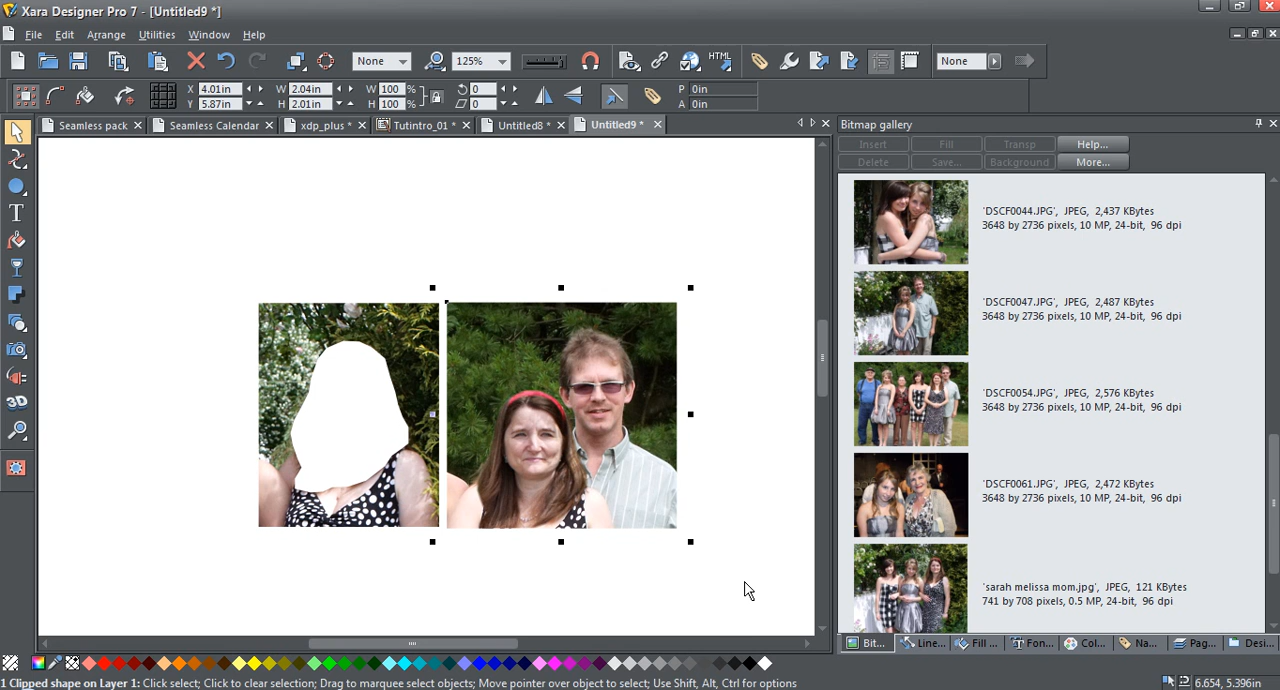 Xara Designer Pro 7 - [Untitled9 *]
File Edit Arrange Utilities Window Help
None 125% HTML None
X 4.01in W 2.04in W 100 % 0 P 0in
Y 5.87in H 2.01in H 100 % 0 A 0in
Seamless pack Seamless Calendar xdp_plus * Tutintro_01 * Untitled8 * Untitled9 *
Bitmap gallery
Insert Fill Transp Help...
Delete Save... Background More...
'DSCF0044.JPG', JPEG, 2,437 KBytes
3648 by 2736 pixels, 10 MP, 24-bit, 96 dpi
'DSCF0047.JPG', JPEG, 2,487 KBytes
3648 by 2736 pixels, 10 MP, 24-bit, 96 dpi
'DSCF0054.JPG', JPEG, 2,576 KBytes
3648 by 2736 pixels, 10 MP, 24-bit, 96 dpi
'DSCF0061.JPG', JPEG, 2,472 KBytes
3648 by 2736 pixels, 10 MP, 24-bit, 96 dpi
'sarah melissa mom.jpg', JPEG, 121 KBytes
741 by 708 pixels, 0.5 MP, 24-bit, 96 dpi
T
3D
Bit... Line... Fill ... Fon... Col... Na... Pag... Desi...
1 Clipped shape on Layer 1: Click select; Click to clear selection; Drag to marquee select objects; Move pointer over object to select; Use Shift, Alt, Ctrl for options
6.654, 5.396in